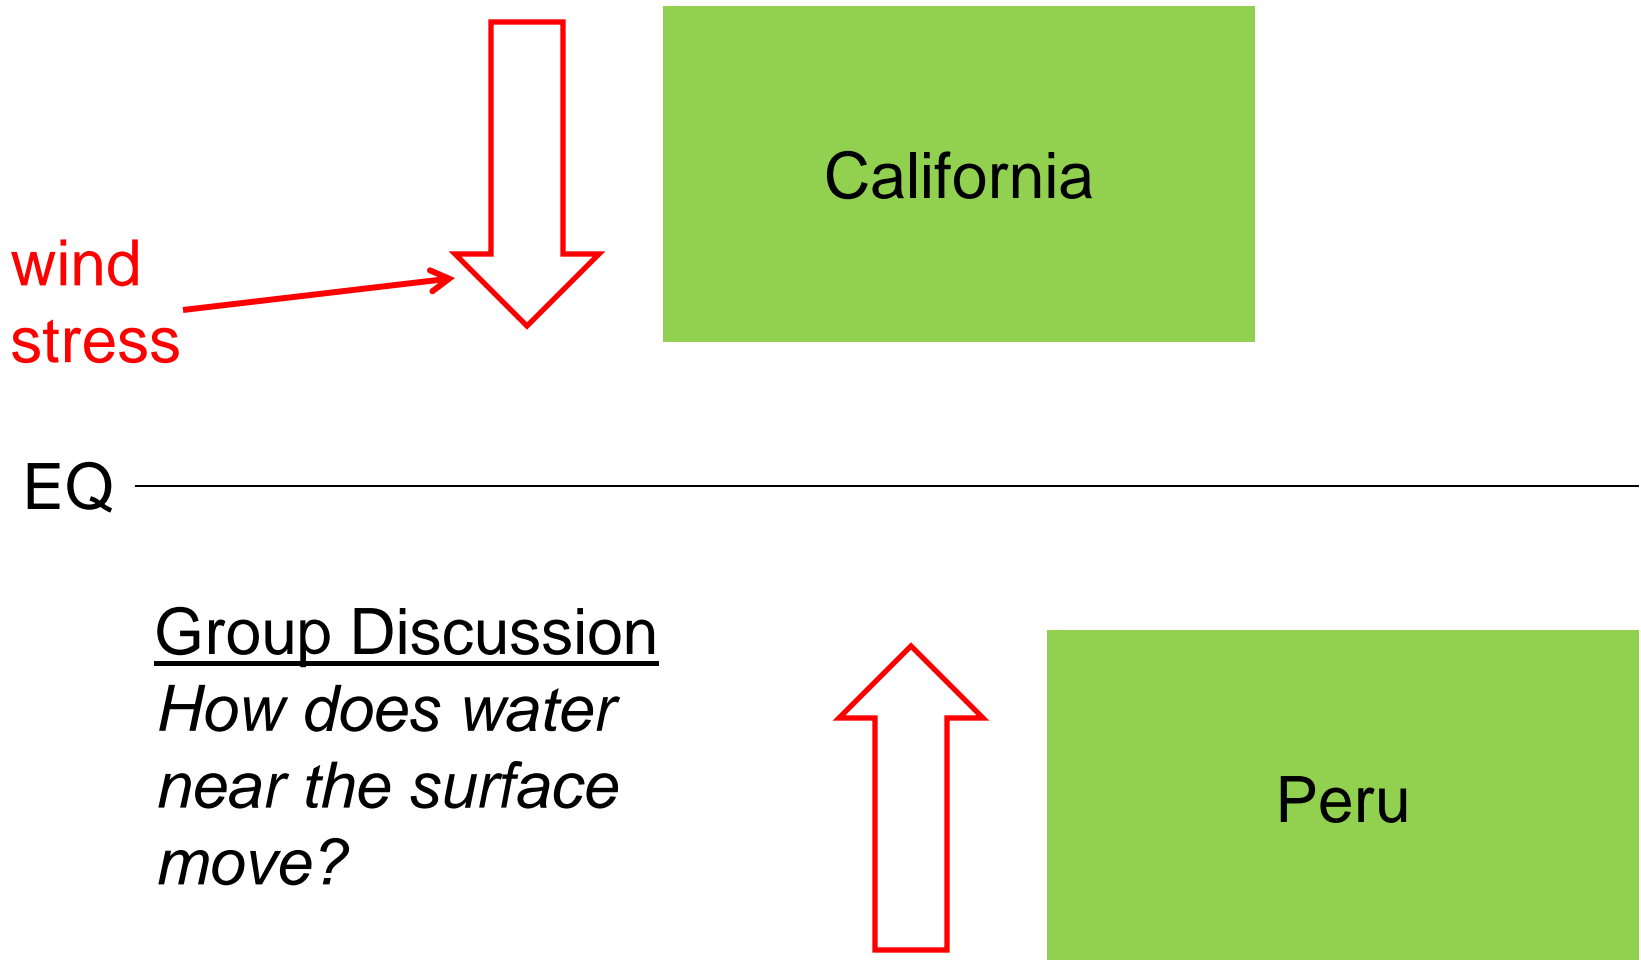 California
wind
stress
EQ
Group Discussion
How does water
near the surface
move?
Peru